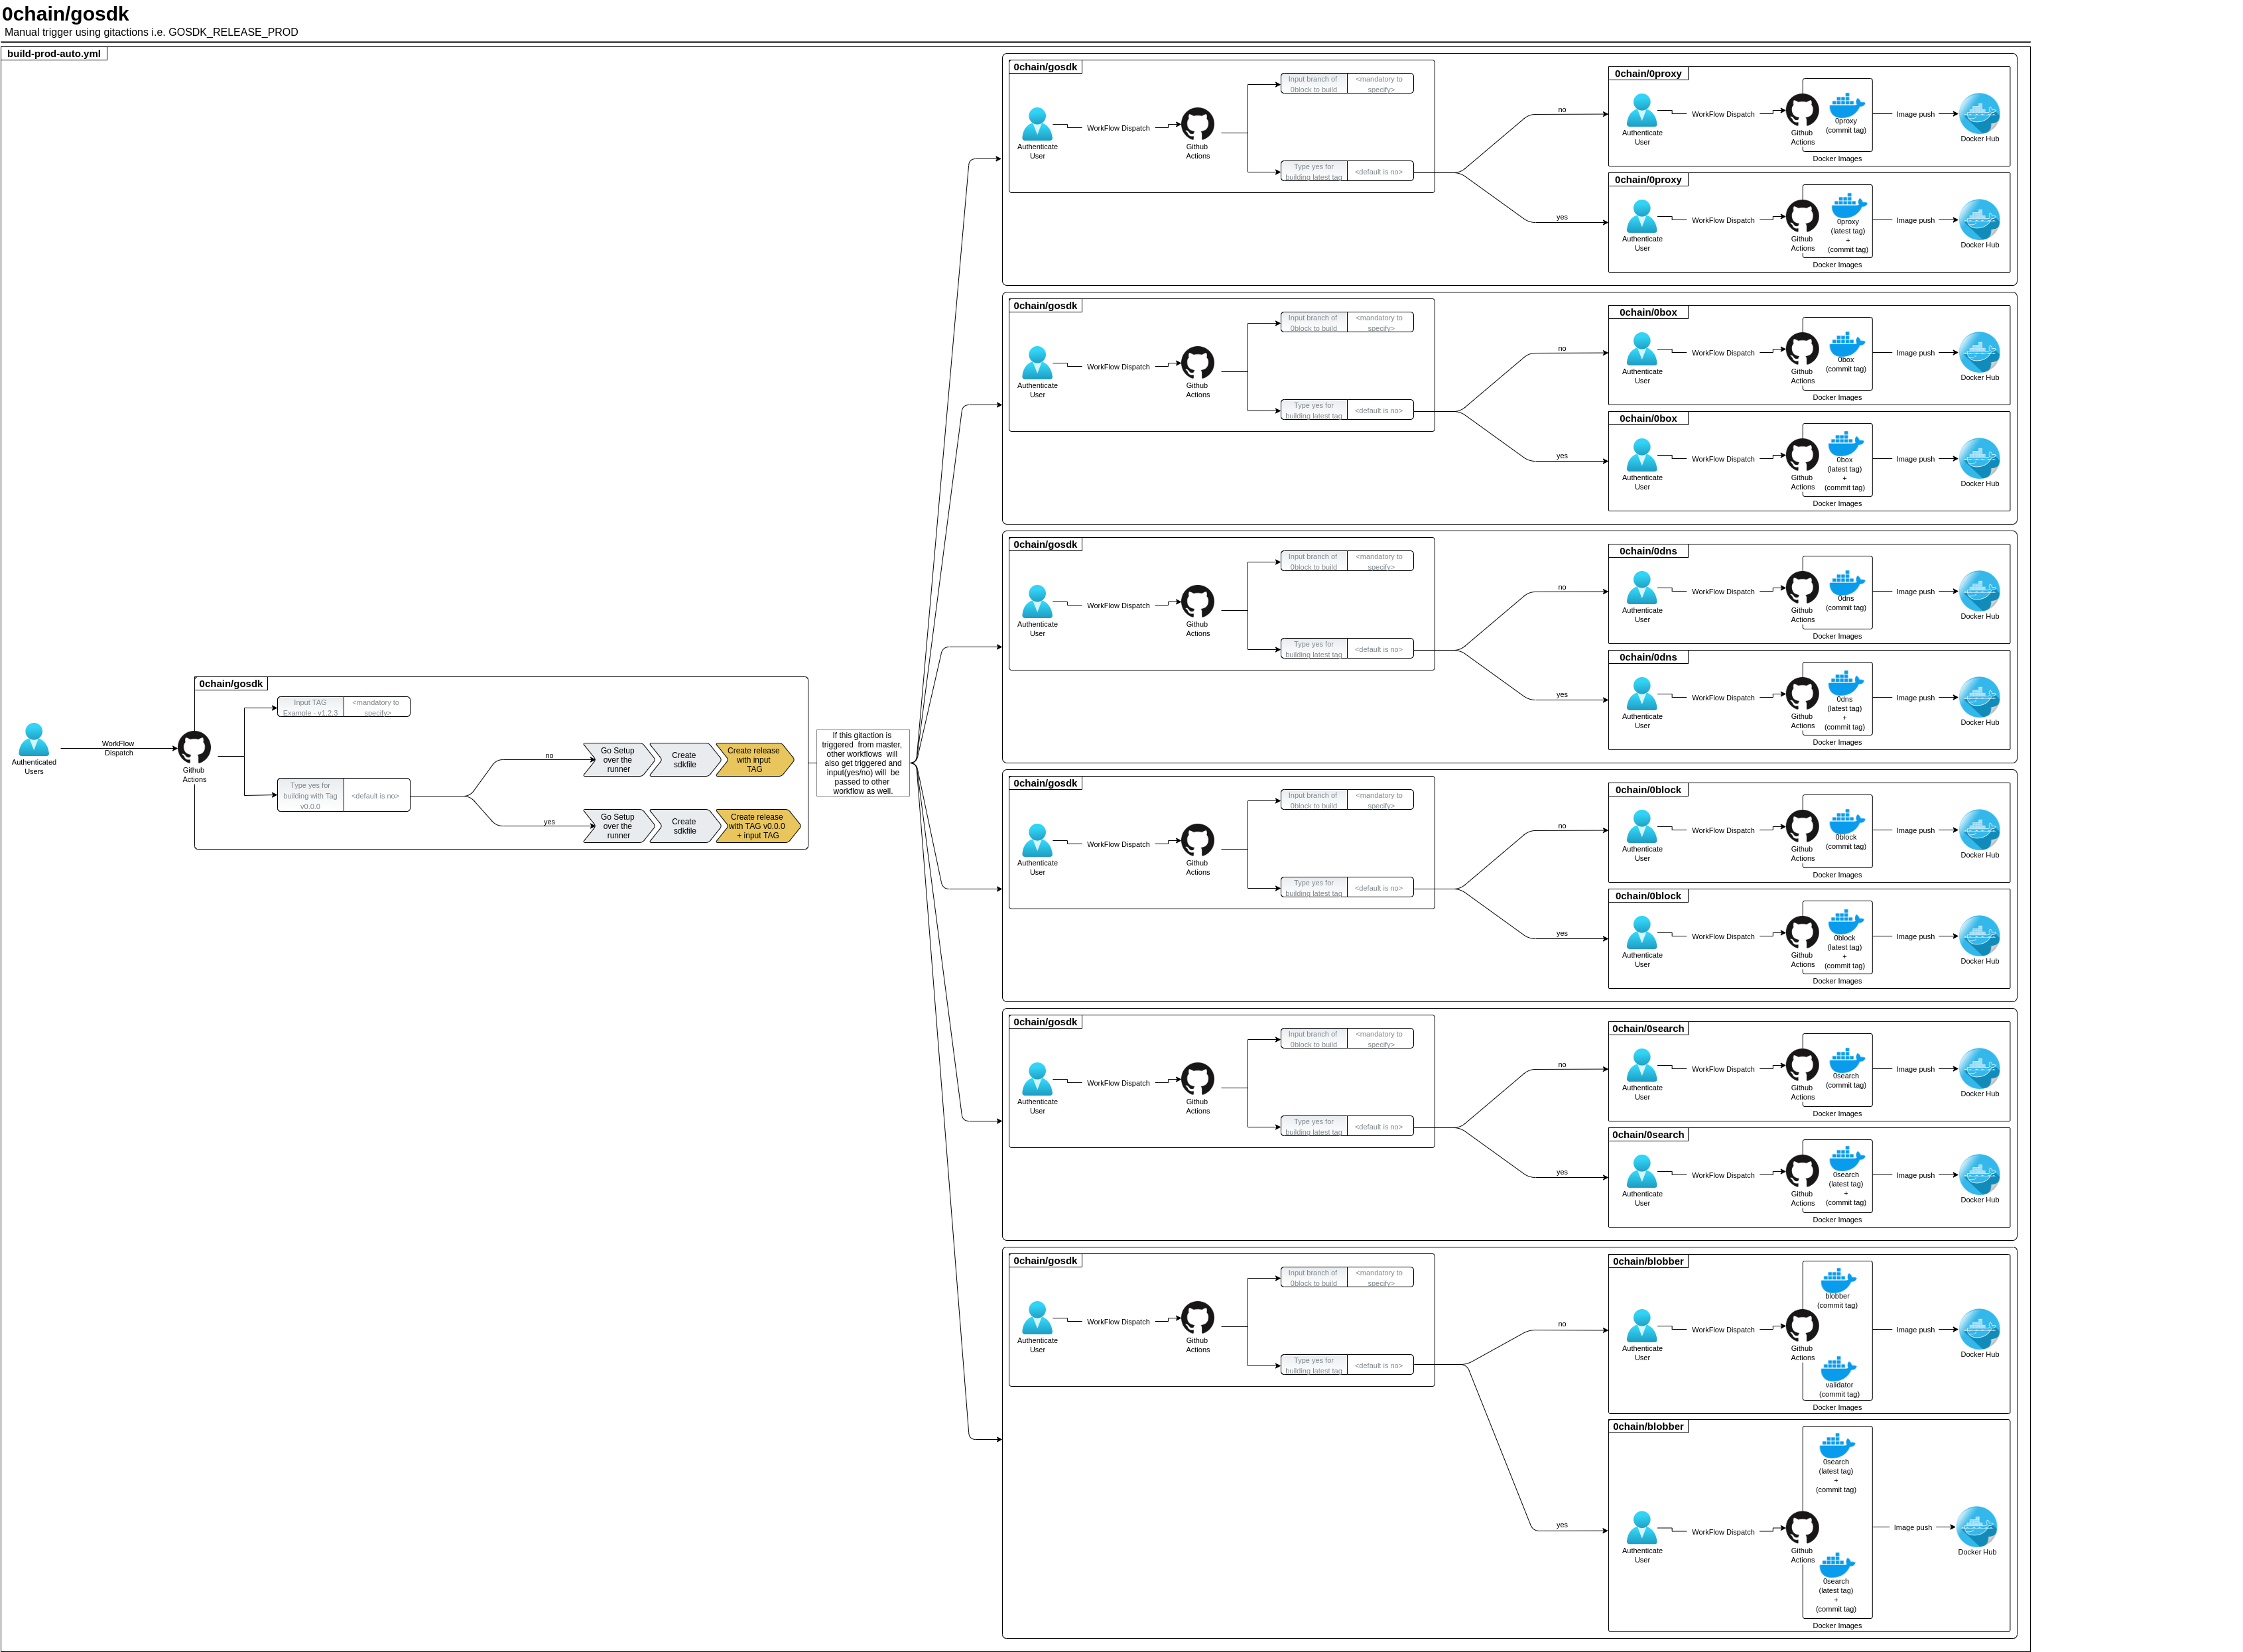 0chain/gosdk
Manual trigger using gitactions i.e. GOSDK_RELEASE_PROD
build-prod-auto.yml
Authenticated
Users
WorkFlow
Dispatch
0chain/gosdk
Github
Actions
Input TAG
Example - v1.2.3
<mandatory to
specify>
Type yes for
building with Tag
v0.0.0
<default is no>
no
Go Setup
over the
runner
Create
sdkfile
Create release
with input
TAG
yes
Go Setup
over the
runner
Create
sdkfile
Create release
with TAG v0.0.0
+ input TAG
If this gitaction is
triggered from master,
other workflows will
also get triggered and
input(yes/no) will be
passed to other
workflow as well.
0chain/gosdk
Authenticate
User
WorkFlow Dispatch
Github
Actions
Input branch of
0block to build
<mandatory to
specify>
Type yes for
building latest tag
<default is no>
no
0chain/0proxy
Authenticate
User
WorkFlow Dispatch
Github
Actions
0proxy
(commit tag)
Docker Images
Image push
Docker Hub
yes
0chain/0proxy
Authenticate
User
WorkFlow Dispatch
Github
Actions
0proxy
(latest tag)
+
(commit tag)
Docker Images
Image push
Docker Hub
0chain/gosdk
Authenticate
User
WorkFlow Dispatch
Github
Actions
Input branch of
0block to build
<mandatory to
specify>
Type yes for
building latest tag
<default is no>
no
0chain/0box
Authenticate
User
WorkFlow Dispatch
Github
Actions
0box
(commit tag)
Docker Images
Image push
Docker Hub
yes
0chain/0box
Authenticate
User
WorkFlow Dispatch
Github
Actions
0box
(latest tag)
+
(commit tag)
Docker Images
Image push
Docker Hub
0chain/gosdk
Authenticate
User
WorkFlow Dispatch
Github
Actions
Input branch of
0block to build
<mandatory to
specify>
Type yes for
building latest tag
<default is no>
no
0chain/0dns
Authenticate
User
WorkFlow Dispatch
Github
Actions
0dns
(commit tag)
Docker Images
Image push
Docker Hub
yes
0chain/0dns
Authenticate
User
WorkFlow Dispatch
Github
Actions
0dns
(latest tag)
+
(commit tag)
Docker Images
Image push
Docker Hub
0chain/gosdk
Authenticate
User
WorkFlow Dispatch
Github
Actions
Input branch of
0block to build
<mandatory to
specify>
Type yes for
building latest tag
<default is no>
no
0chain/0block
Authenticate
User
WorkFlow Dispatch
Github
Actions
0block
(commit tag)
Docker Images
Image push
Docker Hub
yes
0chain/0block
Authenticate
User
WorkFlow Dispatch
Github
Actions
0block
(latest tag)
+
(commit tag)
Docker Images
Image push
Docker Hub
0chain/gosdk
Authenticate
User
WorkFlow Dispatch
Github
Actions
Input branch of
0block to build
<mandatory to
specify>
Type yes for
building latest tag
<default is no>
no
0chain/0search
Authenticate
User
WorkFlow Dispatch
Github
Actions
0search
(commit tag)
Docker Images
Image push
Docker Hub
yes
0chain/0search
Authenticate
User
WorkFlow Dispatch
Github
Actions
0search
(latest tag)
+
(commit tag)
Docker Images
Image push
Docker Hub
0chain/gosdk
Authenticate
User
WorkFlow Dispatch
Github
Actions
Input branch of
0block to build
<mandatory to
specify>
Type yes for
building latest tag
<default is no>
no
0chain/blobber
Authenticate
User
WorkFlow Dispatch
Github
Actions
blobber
(commit tag)
validator
(commit tag)
Docker Images
Image push
Docker Hub
yes
0chain/blobber
Authenticate
User
WorkFlow Dispatch
Github
Actions
0search
(latest tag)
+
(commit tag)
0search
(latest tag)
+
(commit tag)
Docker Images
Image push
Docker Hub